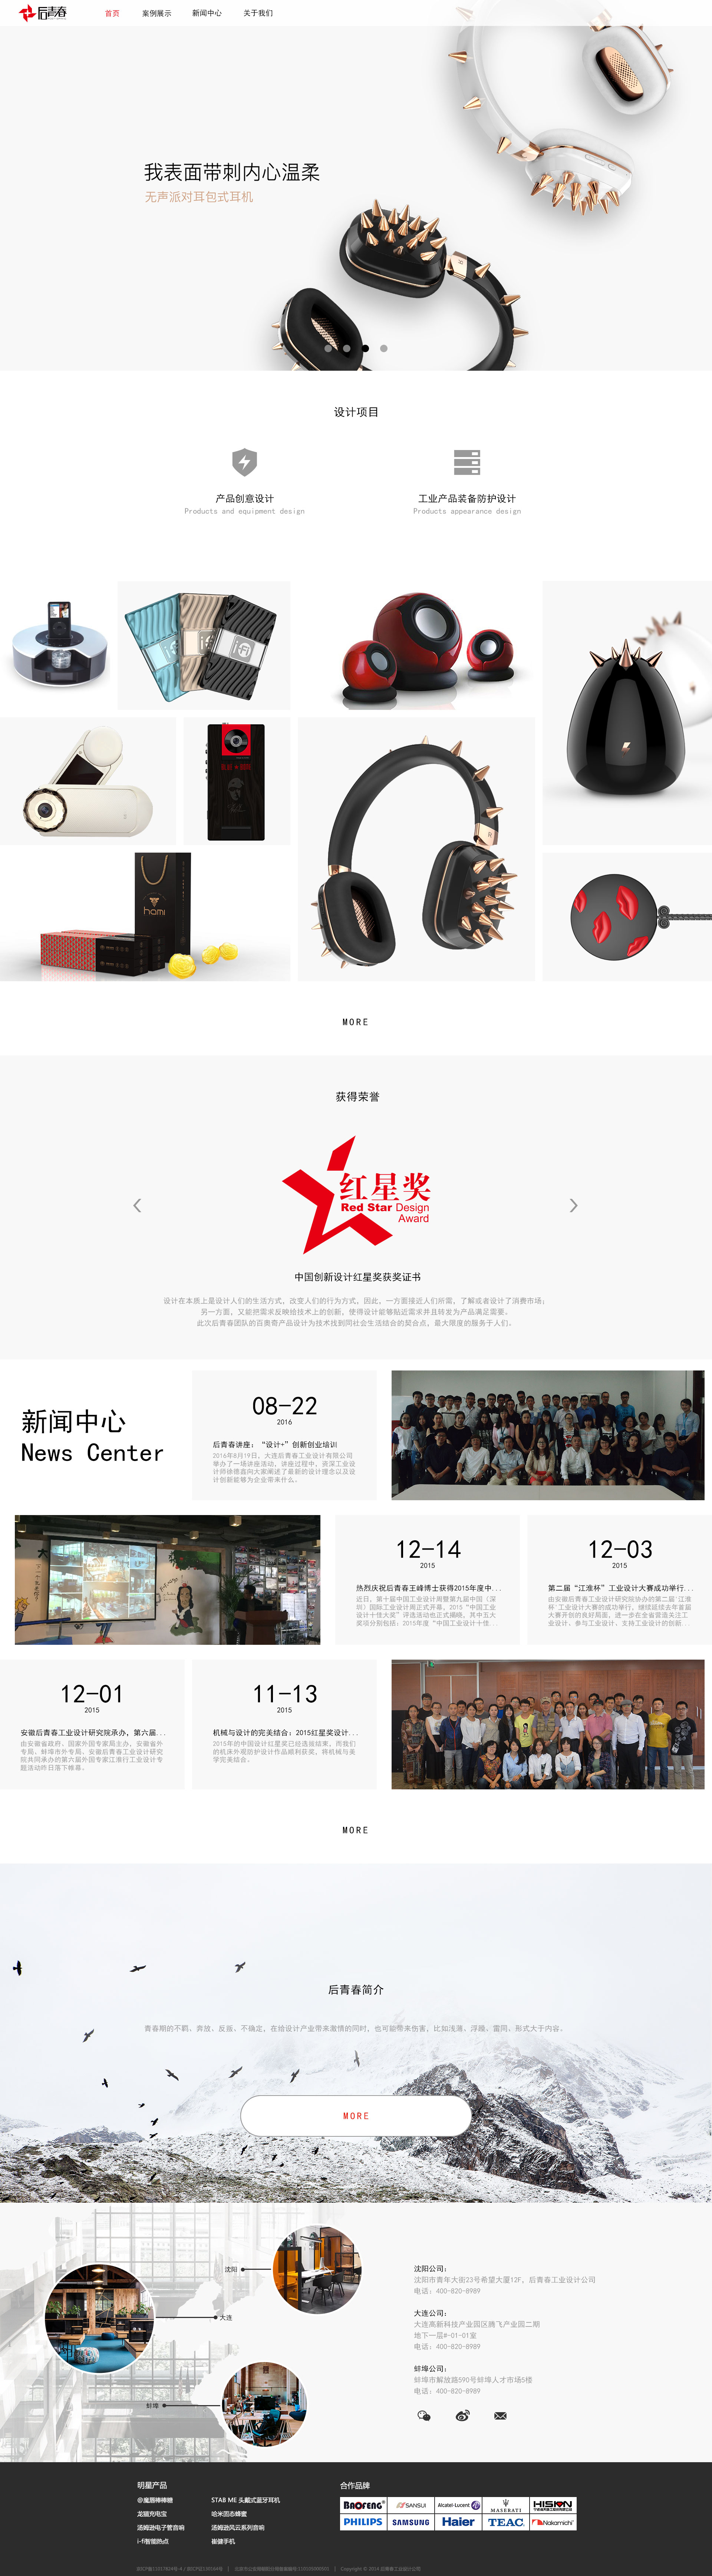 后青春
首页 案例展示 新闻中心 关于我们
我表面带刺内心温柔
无声派对耳包式耳机
设计项目
产品创意设计
Products and equipment design
工业产品装备防护设计
Products appearance design
hami
MORE
获得荣誉
红星奖
Red Star Design
Award
中国创新设计红星奖获奖证书
设计在本质上是设计人们的生活方式，改变人们的行为方式，因此，一方面接近人们所需，了解或者设计了消费市场；
另一方面，又能把需求反映给技术上的创新，使得设计能够贴近需求并且转发为产品满足需要。
此次后青春团队的百奥奇产品设计为技术找到同社会生活结合的契合点，最大限度的服务于人们。
新闻中心
News Center
08-22
2016
后青春讲座：“设计+”创新创业培训
2016年8月19日，大连后青春工业设计有限公司
举办了一场讲座活动，讲座过程中，资深工业设
计师徐德直向大家阐述了最新的设计理念以及设
计创新能够为企业带来什么。
12-14
2015
热烈庆祝后青春王峰博士获得2015年度中...
近日，第十届中国工业设计周暨第九届中国（深
圳）国际工业设计周正式开幕，2015“中国工业
设计十佳大奖”评选活动也正式揭晓，其中五大
奖项分别包括：2015年度“中国工业设计十佳...
12-03
2015
第二届“江淮杯”工业设计大赛成功举行...
由安徽后青春工业设计研究院协办的第二届'江淮
杯'工业设计大赛的成功举行，继续延续去年首届
大赛开创的良好局面，进一步在全省营造关注工
业设计、参与工业设计、支持工业设计的创新...
12-01
2015
安徽后青春工业设计研究院承办，第六届...
由安徽省政府、国家外国专家局主办，安徽省外
专局、蚌埠市外专局、安徽后青春工业设计研究
院共同承办的第六届外国专家江淮行工业设计专
题活动昨日落下帷幕。
11-13
2015
机械与设计的完美结合：2015红星奖设计...
2015年的中国设计红星奖已经选拔结束，而我们
的机床外观防护设计作品顺利获奖，将机械与美
学完美结合。
MORE
后青春简介
青春期的不羁、奔放、反叛、不确定，在给设计产业带来激情的同时，也可能带来伤害，比如浅薄、浮躁、雷同、形式大于内容。
MORE
沈阳
大连
蚌埠
沈阳公司：
沈阳市青年大街23号希望大厦12F，后青春工业设计公司
电话：400-820-8989
大连公司：
大连高新科技产业园区腾飞产业园二期
地下一层#-01-01室
电话：400-820-8989
蚌埠公司：
蚌埠市解放路590号蚌埠人才市场5楼
电话：400-820-8989
明星产品
@魔唇棒棒糖 STAB ME 头戴式蓝牙耳机
龙猫充电宝 哈米固态蜂蜜
汤姆逊电子管音响 汤姆逊风云系列音响
i-fi智能热点 崔健手机
合作品牌
BAOFENG SANSUI Alcatel-Lucent MASERATI HISION
PHILIPS SAMSUNG Haier TEAC Nakamichi